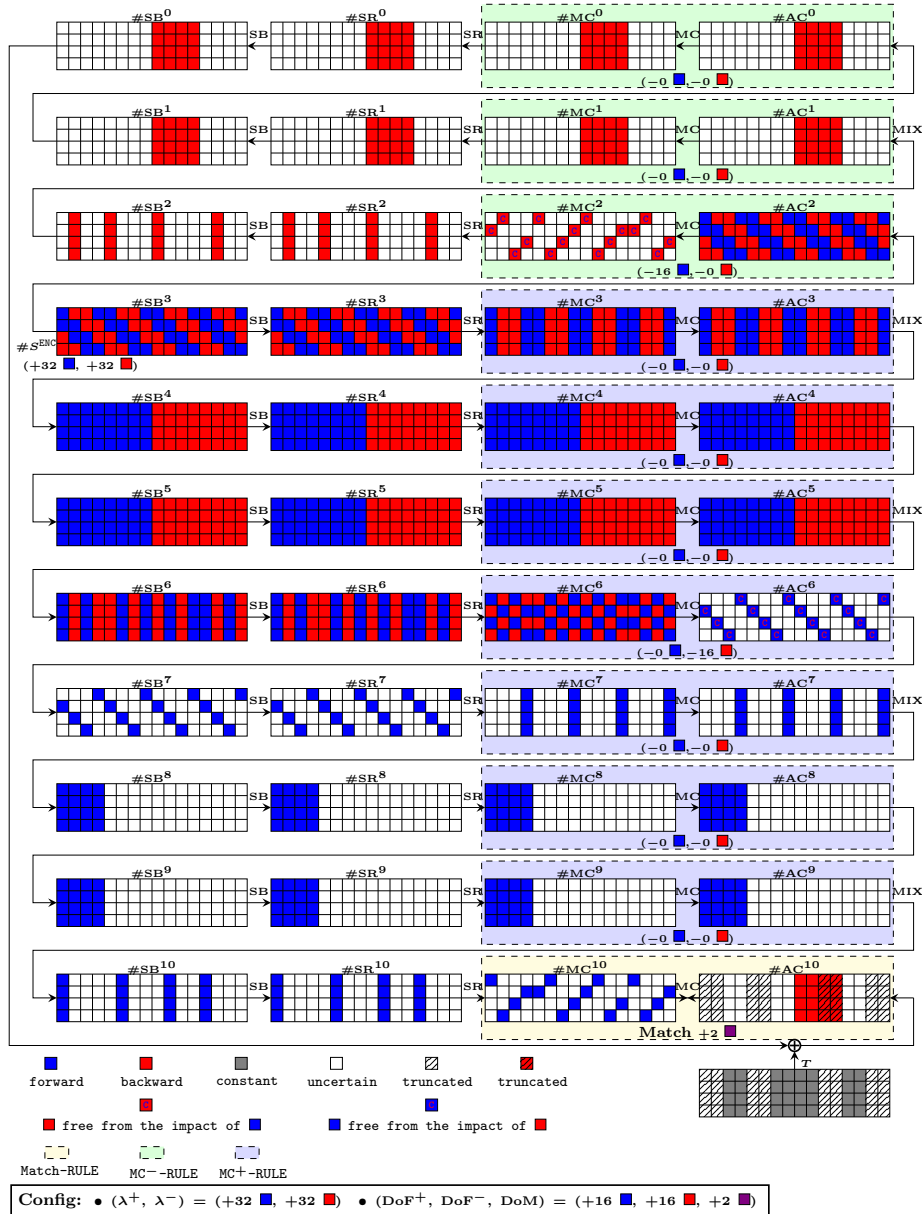 #SB⁰ #SR⁰ #MC⁰ #AC⁰
SB SR MC
(−0 ,−0 )
#SB¹ #SR¹ #MC¹ #AC¹
SB SR MC MIX
(−0 ,−0 )
#SB² #SR² #MC² #AC²
SB SR MC
C C C C
C C C C C
C C C C
C C C
(−16 ,−0 )
#SB³ #SR³ #MC³ #AC³
SB SR MC MIX
#S^ENC
(+32 , +32 )
(−0 ,−0 )
#SB⁴ #SR⁴ #MC⁴ #AC⁴
SB SR MC
(−0 ,−0 )
#SB⁵ #SR⁵ #MC⁵ #AC⁵
SB SR MC MIX
(−0 ,−0 )
#SB⁶ #SR⁶ #MC⁶ #AC⁶
SB SR MC
C C C C
C C C C
C C C C
C C C C
(−0 ,−16 )
#SB⁷ #SR⁷ #MC⁷ #AC⁷
SB SR MC MIX
(−0 ,−0 )
#SB⁸ #SR⁸ #MC⁸ #AC⁸
SB SR MC
(−0 ,−0 )
#SB⁹ #SR⁹ #MC⁹ #AC⁹
SB SR MC MIX
(−0 ,−0 )
#SB¹⁰ #SR¹⁰ #MC¹⁰ #AC¹⁰
SB SR MC
Match +2
T
forward backward constant uncertain truncated truncated
C C
free from the impact of free from the impact of
Match-RULE MC−-RULE MC+-RULE
Config: • (λ⁺, λ⁻) = (+32 , +32 ) • (DoF⁺, DoF⁻, DoM) = (+16 , +16 , +2 )